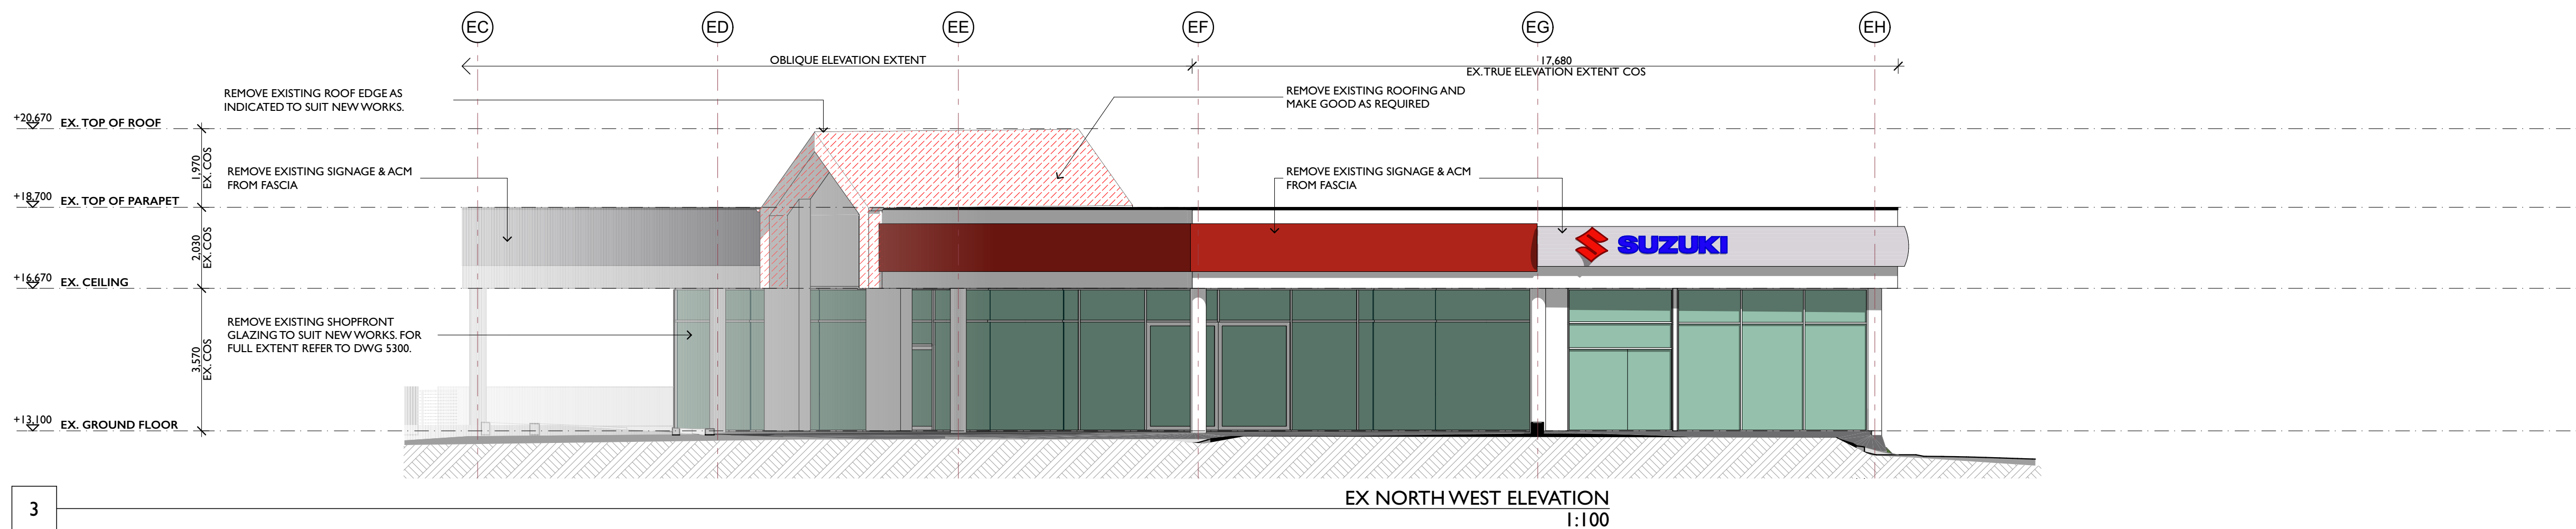 EC
ED
EE
EF
EG
EH
OBLIQUE ELEVATION EXTENT
17,680
EX. TRUE ELEVATION EXTENT COS
REMOVE EXISTING ROOF EDGE AS
INDICATED TO SUIT NEW WORKS.
REMOVE EXISTING ROOFING AND
MAKE GOOD AS REQUIRED
+20,670
EX. TOP OF ROOF
1,970
EX. COS
REMOVE EXISTING SIGNAGE & ACM
FROM FASCIA
REMOVE EXISTING SIGNAGE & ACM
FROM FASCIA
+18,700
EX. TOP OF PARAPET
2,030
EX. COS
SUZUKI
+16,670
EX. CEILING
REMOVE EXISTING SHOPFRONT
GLAZING TO SUIT NEW WORKS. FOR
FULL EXTENT REFER TO DWG 5300.
3,570
EX. COS
+13,100
EX. GROUND FLOOR
3
EX NORTH WEST ELEVATION
1:100